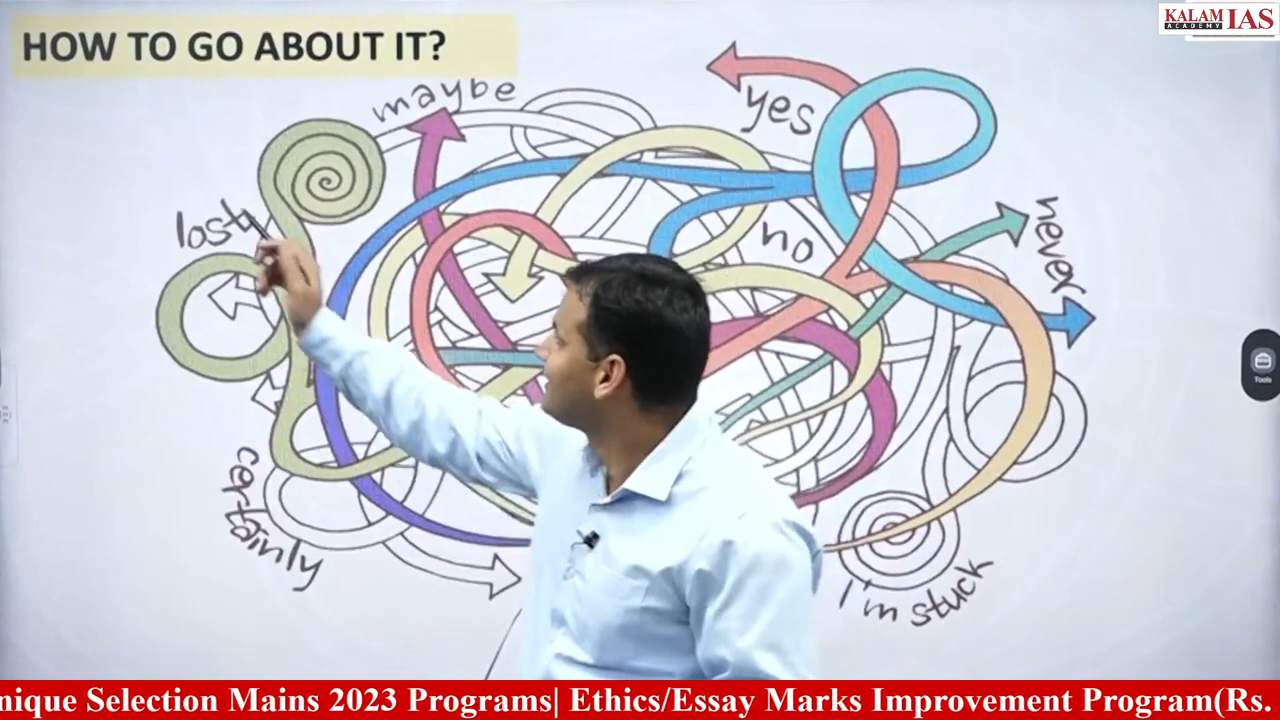 HOW TO GO ABOUT IT?
KALAM IAS
ACADEMY
maybe
yes
lost
no
never
certainly
I'm stuck
Tools
nique Selection Mains 2023 Programs| Ethics/Essay Marks Improvement Program(Rs.